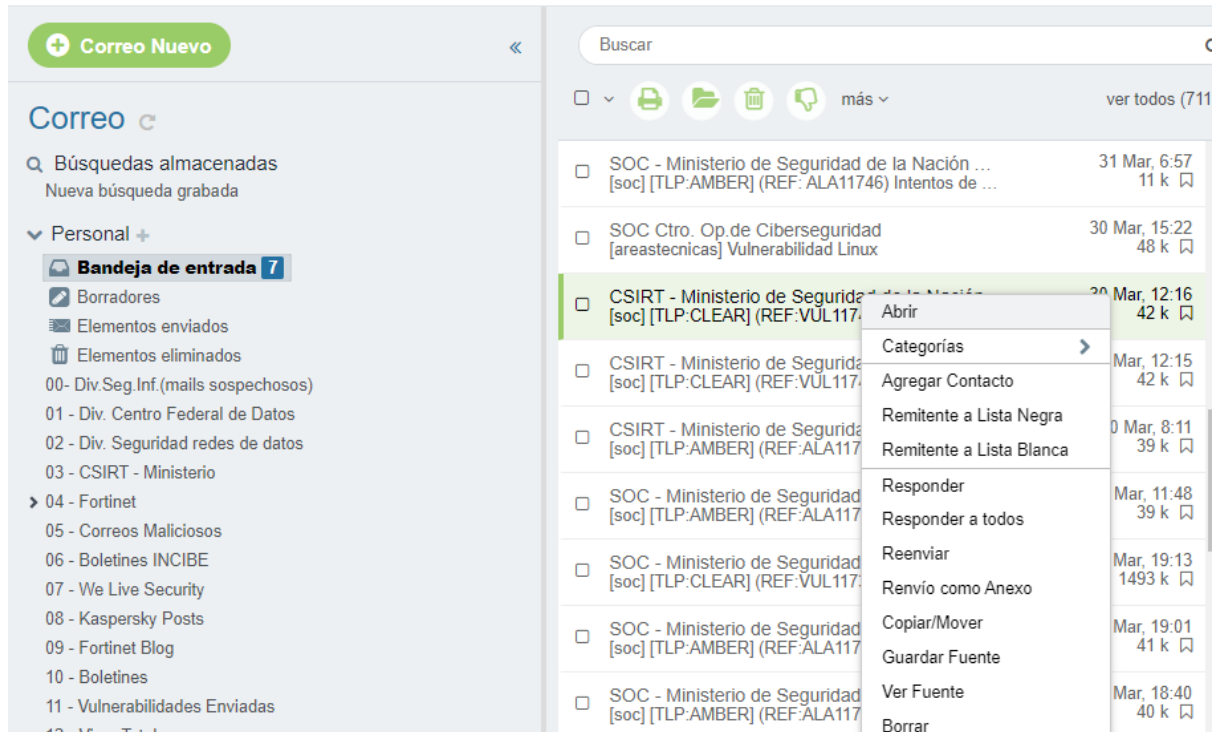 Correo Nuevo
«
Correo
Búsquedas almacenadas
Nueva búsqueda grabada
Personal +
Bandeja de entrada 7
Borradores
Elementos enviados
Elementos eliminados
00- Div.Seg.Inf.(mails sospechosos)
01 - Div. Centro Federal de Datos
02 - Div. Seguridad redes de datos
03 - CSIRT - Ministerio
04 - Fortinet
05 - Correos Maliciosos
06 - Boletines INCIBE
07 - We Live Security
08 - Kaspersky Posts
09 - Fortinet Blog
10 - Boletines
11 - Vulnerabilidades Enviadas
Buscar
más
ver todos (711
SOC - Ministerio de Seguridad de la Nación ...
31 Mar, 6:57
[soc] [TLP:AMBER] (REF: ALA11746) Intentos de ...
11 k
SOC Ctro. Op.de Ciberseguridad
30 Mar, 15:22
[areastecnicas] Vulnerabilidad Linux
48 k
CSIRT - Ministerio de Seguridad de la Nación
30 Mar, 12:16
[soc] [TLP:CLEAR] (REF:VUL117
42 k
CSIRT - Ministerio de Segurida
Mar, 12:15
[soc] [TLP:CLEAR] (REF:VUL117
42 k
CSIRT - Ministerio de Segurida
0 Mar, 8:11
[soc] [TLP:AMBER] (REF:ALA117
39 k
SOC - Ministerio de Seguridad
Mar, 11:48
[soc] [TLP:AMBER] (REF:ALA117
39 k
SOC - Ministerio de Seguridad
Mar, 19:13
[soc] [TLP:CLEAR] (REF:VUL117
1493 k
SOC - Ministerio de Seguridad
Mar, 19:01
[soc] [TLP:AMBER] (REF:ALA117
41 k
SOC - Ministerio de Seguridad
Mar, 18:40
[soc] [TLP:AMBER] (REF:ALA117
40 k
Abrir
Categorías
Agregar Contacto
Remitente a Lista Negra
Remitente a Lista Blanca
Responder
Responder a todos
Reenviar
Renvío como Anexo
Copiar/Mover
Guardar Fuente
Ver Fuente
Borrar